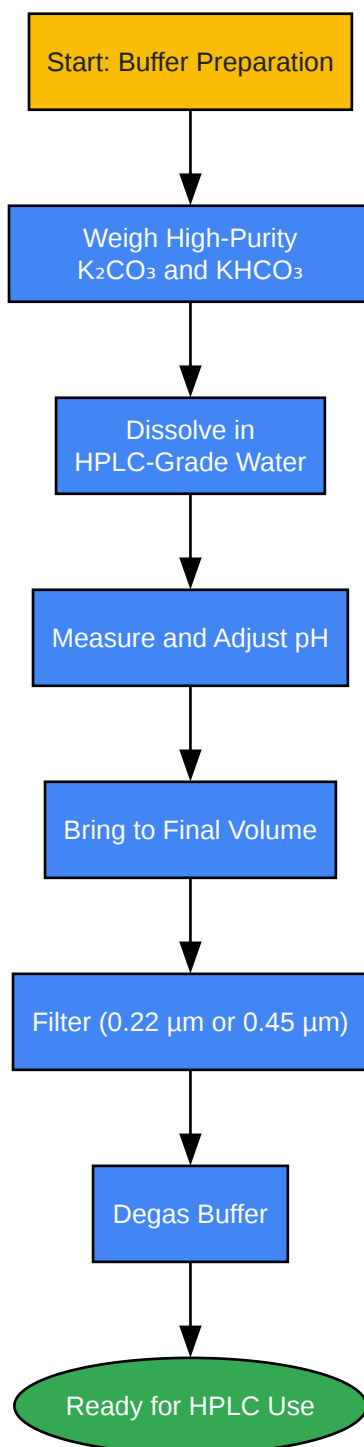 Start: Buffer Preparation
Weigh High-Purity
K₂CO₃ and KHCO₃
Dissolve in
HPLC-Grade Water
Measure and Adjust pH
Bring to Final Volume
Filter (0.22 µm or 0.45 µm)
Degas Buffer
Ready for HPLC Use